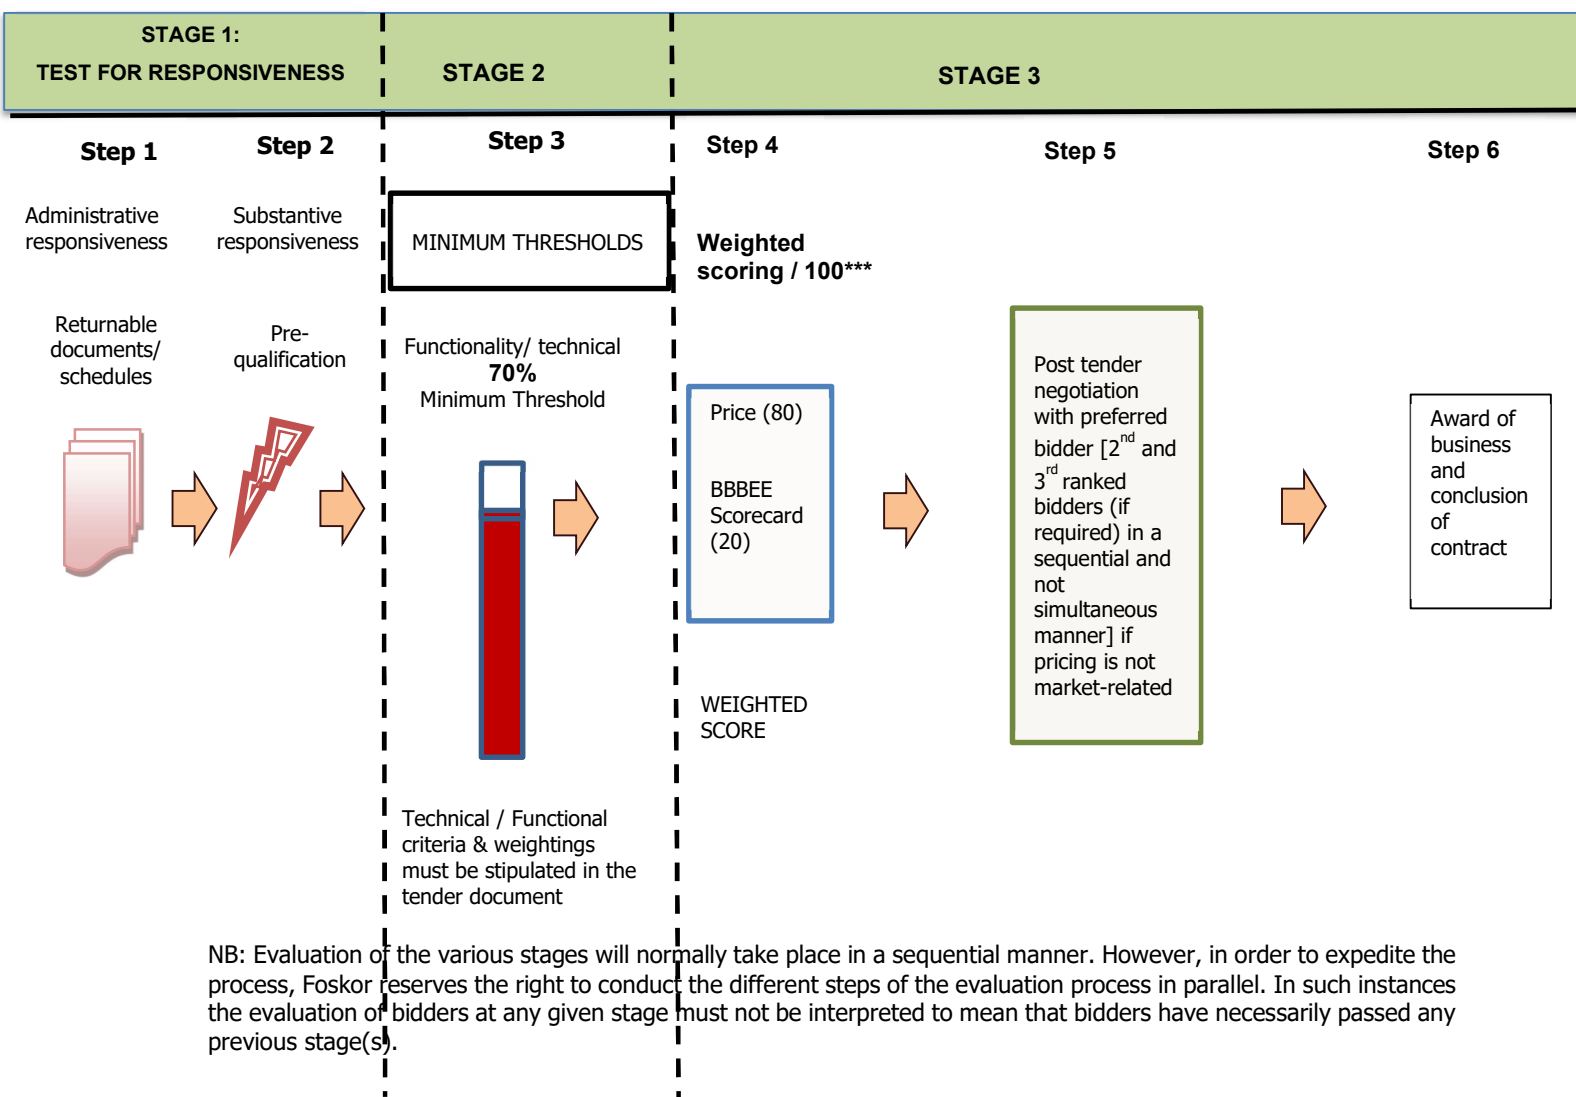 STAGE 1:
TEST FOR RESPONSIVENESS
STAGE 2
STAGE 3
Step 1
Step 2
Step 3
Step 4
Step 5
Step 6
Administrative
responsiveness
Substantive
responsiveness
MINIMUM THRESHOLDS
Weighted
scoring / 100***
Returnable
documents/
schedules
Pre-
qualification
Functionality/ technical
70%
Minimum Threshold
Price (80)
BBBEE
Scorecard
(20)
WEIGHTED
SCORE
Post tender
negotiation
with preferred
bidder [2nd and
3rd ranked
bidders (if
required) in a
sequential and
not
simultaneous
manner] if
pricing is not
market-related
Award of
business
and
conclusion
of
contract
Technical / Functional
criteria & weightings
must be stipulated in the
tender document
NB: Evaluation of the various stages will normally take place in a sequential manner. However, in order to expedite the
process, Foskor reserves the right to conduct the different steps of the evaluation process in parallel. In such instances
the evaluation of bidders at any given stage must not be interpreted to mean that bidders have necessarily passed any
previous stage(s).